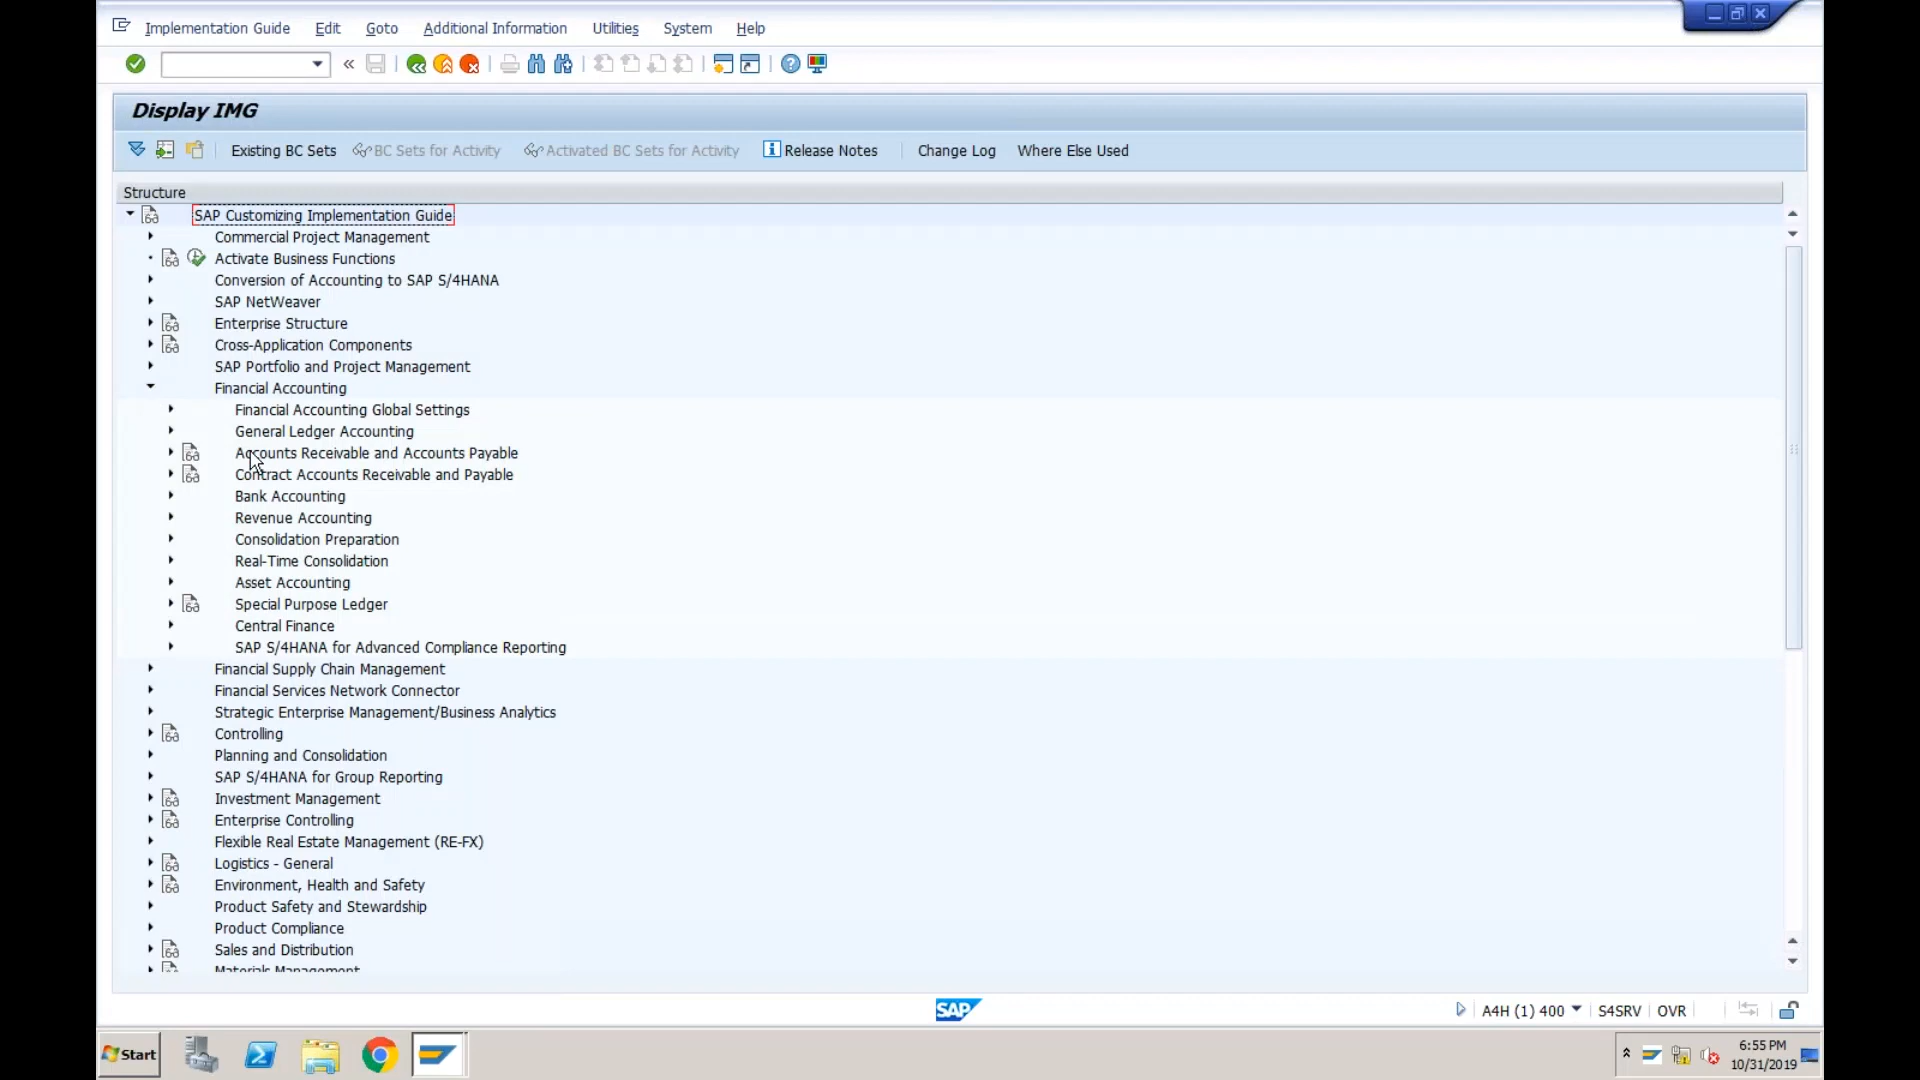 Implementation Guide Edit Goto Additional Information Utilities System Help
Display IMG
Existing BC Sets BC Sets for Activity Activated BC Sets for Activity Release Notes Change Log Where Else Used
Structure
SAP Customizing Implementation Guide
Commercial Project Management
Activate Business Functions
Conversion of Accounting to SAP S/4HANA
SAP NetWeaver
Enterprise Structure
Cross-Application Components
SAP Portfolio and Project Management
Financial Accounting
Financial Accounting Global Settings
General Ledger Accounting
Accounts Receivable and Accounts Payable
Contract Accounts Receivable and Payable
Bank Accounting
Revenue Accounting
Consolidation Preparation
Real-Time Consolidation
Asset Accounting
Special Purpose Ledger
Central Finance
SAP S/4HANA for Advanced Compliance Reporting
Financial Supply Chain Management
Financial Services Network Connector
Strategic Enterprise Management/Business Analytics
Controlling
Planning and Consolidation
SAP S/4HANA for Group Reporting
Investment Management
Enterprise Controlling
Flexible Real Estate Management (RE-FX)
Logistics - General
Environment, Health and Safety
Product Safety and Stewardship
Product Compliance
Sales and Distribution
Materials Management
SAP A4H (1) 400 S4SRV OVR
Start 6:55 PM
10/31/2019